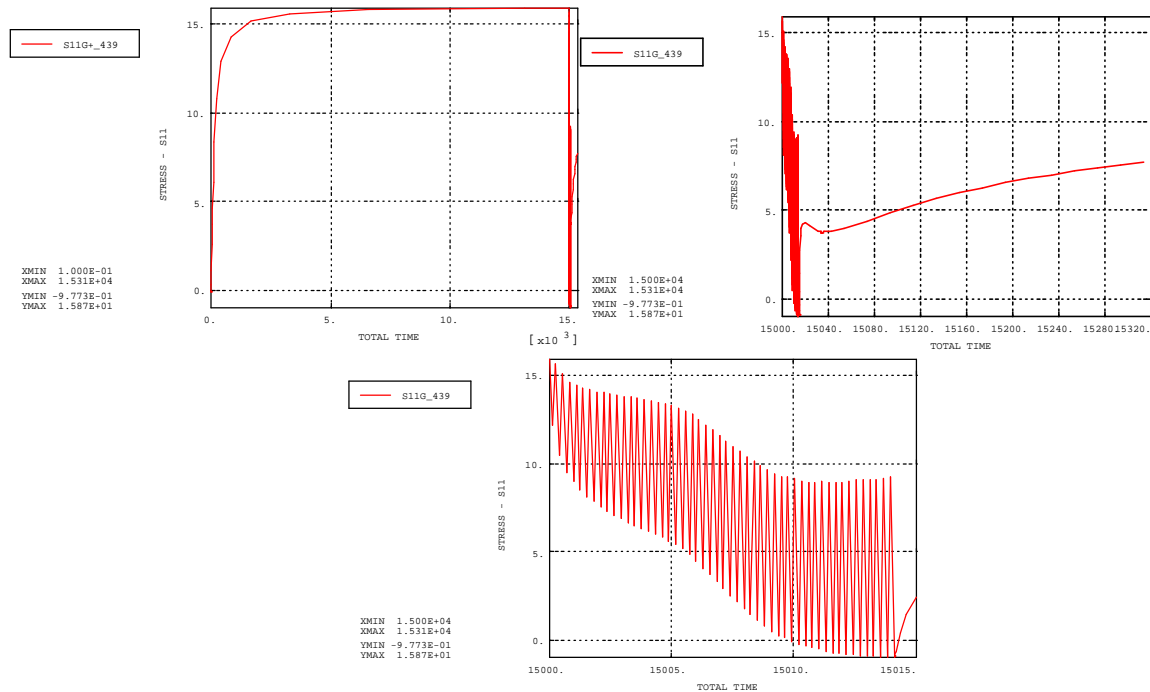 S11G+_439
STRESS - S11
15.
10.
5.
0.
XMIN 1.000E-01
XMAX 1.531E+04
YMIN -9.773E-01
YMAX 1.587E+01
0. 5. 10. 15.
TOTAL TIME
[ x10 3 ]
S11G_439
STRESS - S11
15.
10.
5.
0.
XMIN 1.500E+04
XMAX 1.531E+04
YMIN -9.773E-01
YMAX 1.587E+01
15000. 15040. 15080. 15120. 15160. 15200. 15240. 15280. 15320.
TOTAL TIME
S11G_439
STRESS - S11
15.
10.
5.
0.
XMIN 1.500E+04
XMAX 1.531E+04
YMIN -9.773E-01
YMAX 1.587E+01
15000. 15005. 15010. 15015.
TOTAL TIME